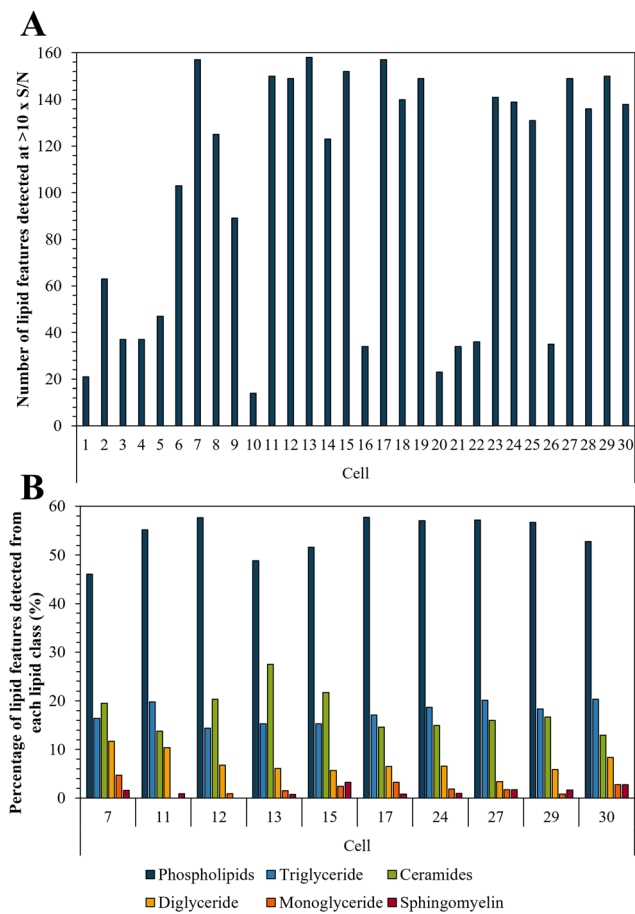 A
Number of lipid features detected at >10 x S/N
160
140
120
100
80
60
40
20
0
1 2 3 4 5 6 7 8 9 10 11 12 13 14 15 16 17 18 19 20 21 22 23 24 25 26 27 28 29 30
Cell
B
Percentage of lipid features detected from
each lipid class (%)
60
50
40
30
20
10
0
7 11 12 13 15 17 24 27 29 30
Cell
Phospholipids Triglyceride Ceramides
Diglyceride Monoglyceride Sphingomyelin